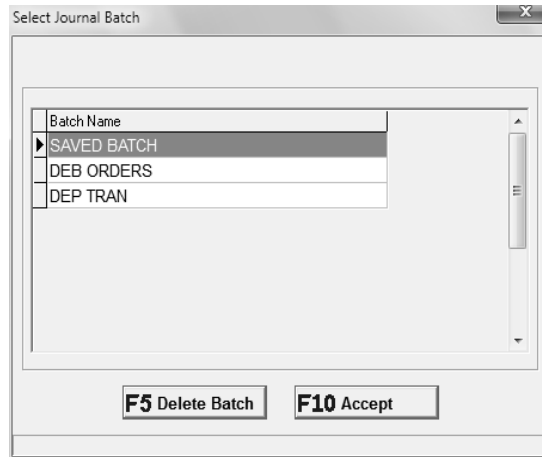 Select Journal Batch
Batch Name
SAVED BATCH
DEB ORDERS
DEP TRAN
F5 Delete Batch F10 Accept